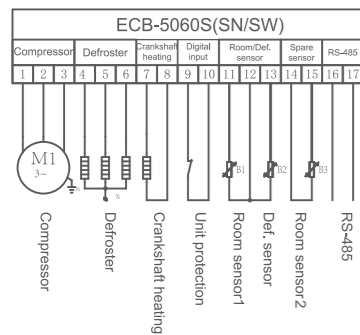 ECB-5060S(SN/SW)
Compressor Defroster Crankshaft heating Digital input Room/Def. sensor Spare sensor RS-485
1 2 3 4 5 6 7 8 9 10 11 12 13 14 15 16 17
M1
3~
B1 B2 B3
N
Compressor
Defroster
Crankshaft heating
Unit protection
Room sensor1
Def. sensor
Room sensor2
RS-485